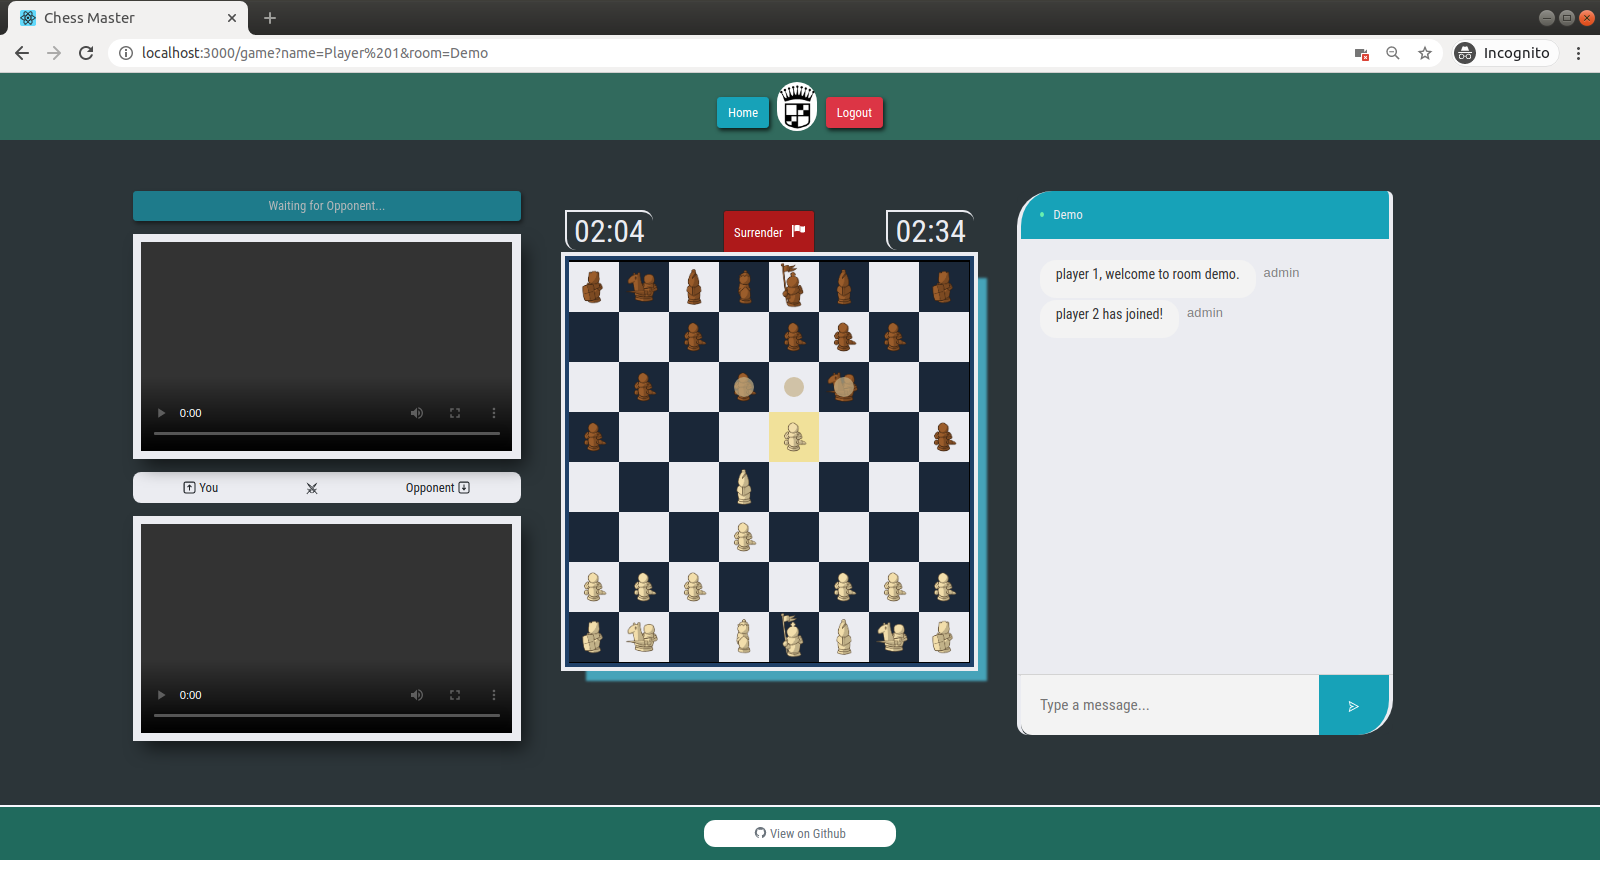 Chess Master
localhost:3000/game?name=Player%201&room=Demo
Incognito
Home
Logout
Waiting for Opponent...
0:00
You
Opponent
0:00
02:04
Surrender
02:34
Demo
player 1, welcome to room demo.
admin
player 2 has joined!
admin
Type a message...
View on Github